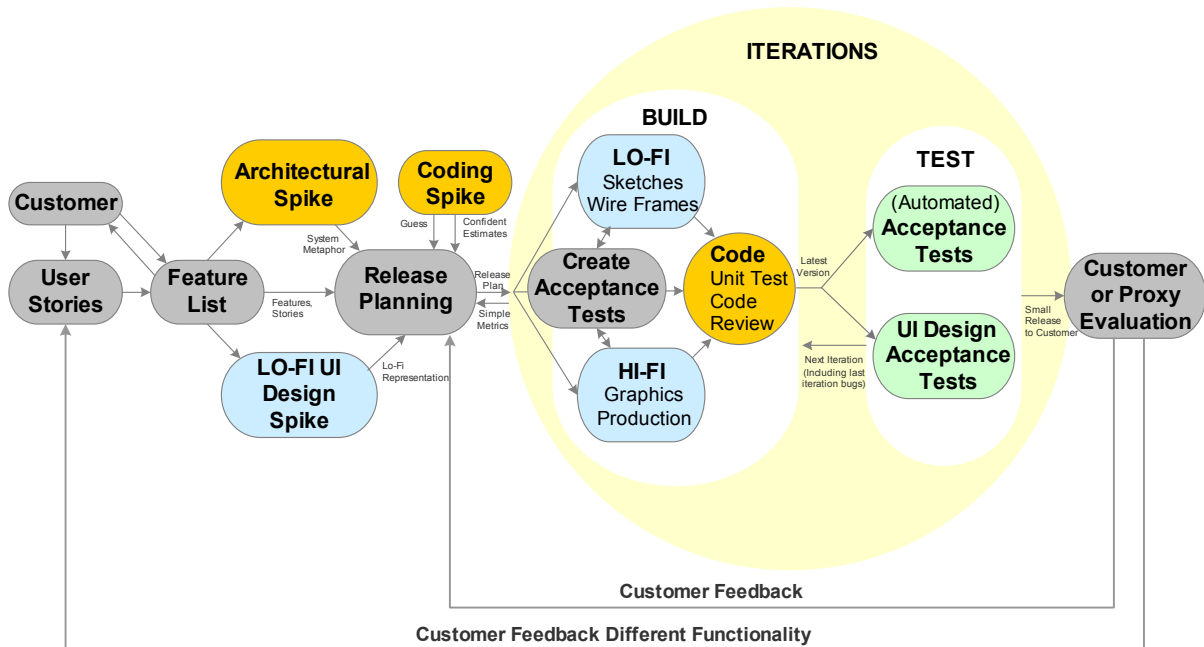 ITERATIONS
BUILD
TEST
Customer
User
Stories
Feature
List
Architectural
Spike
System
Metaphor
Features,
Stories
LO-FI UI
Design
Spike
Lo-Fi
Representation
Coding
Spike
Guess
Confident
Estimates
Release
Planning
Release
Plan
Simple
Metrics
LO-FI
Sketches
Wire Frames
Create
Acceptance
Tests
HI-FI
Graphics
Production
Code
Unit Test
Code
Review
Latest
Version
Next Iteration
(Including last
iteration bugs)
(Automated)
Acceptance
Tests
UI Design
Acceptance
Tests
Small
Release
to Customer
Customer
or Proxy
Evaluation
Customer Feedback
Customer Feedback Different Functionality